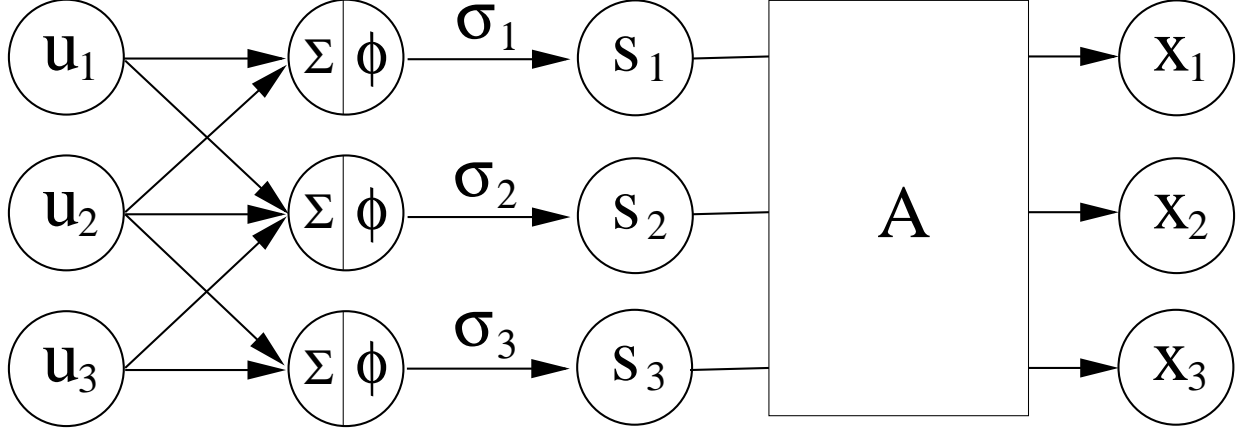 u1 Σ ϕ σ1 s1 x1
u2 Σ ϕ σ2 s2 A x2
u3 Σ ϕ σ3 s3 x3